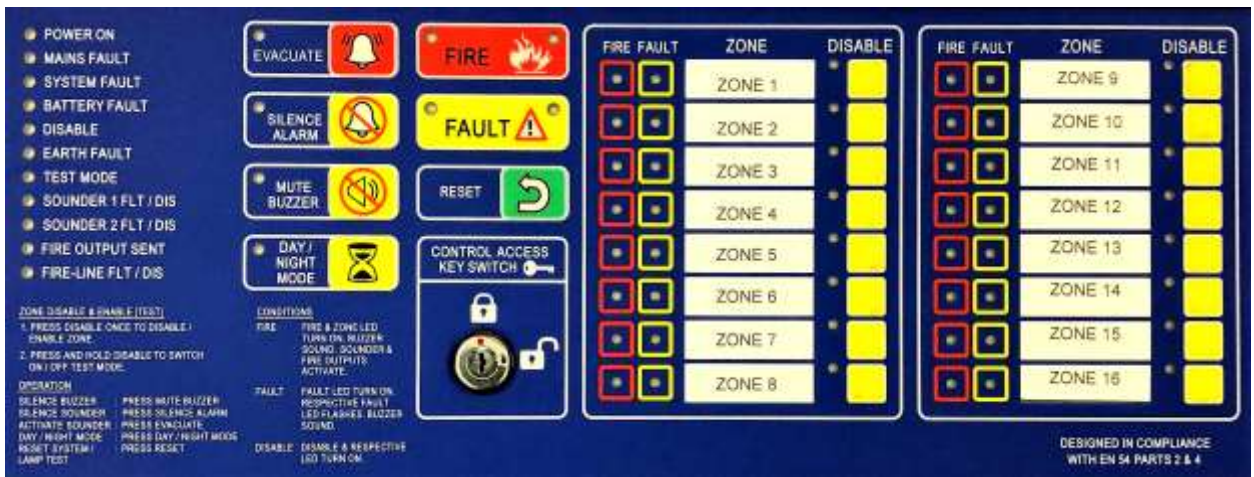 POWER ON
MAINS FAULT
SYSTEM FAULT
BATTERY FAULT
DISABLE
EARTH FAULT
TEST MODE
SOUNDER 1 FLT / DIS
SOUNDER 2 FLT / DIS
FIRE OUTPUT SENT
FIRE-LINE FLT / DIS
ZONE DISABLE & ENABLE (TEST)
1. PRESS DISABLE ONCE TO DISABLE /
ENABLE ZONE.
2. PRESS AND HOLD DISABLE TO SWITCH
ON / OFF TEST MODE.
OPERATION
SILENCE BUZZER : PRESS MUTE BUZZER
SILENCE SOUNDER : PRESS SILENCE ALARM
ACTIVATE SOUNDER : PRESS EVACUATE
DAY / NIGHT MODE : PRESS DAY / NIGHT MODE
RESET SYSTEM / : PRESS RESET
LAMP TEST
EVACUATE
SILENCE
ALARM
MUTE
BUZZER
DAY /
NIGHT
MODE
CONDITIONS
FIRE FIRE & ZONE LED
TURN ON. BUZZER
SOUND. SOUNDER &
FIRE OUTPUTS
ACTIVATE.
FAULT FAULT LED TURN ON
RESPECTIVE FAULT
LED FLASHES. BUZZER
SOUND.
DISABLE DISABLE & RESPECTIVE
LED TURN ON.
FIRE
FAULT
RESET
CONTROL ACCESS
KEY SWITCH
FIRE FAULT ZONE DISABLE
ZONE 1
ZONE 2
ZONE 3
ZONE 4
ZONE 5
ZONE 6
ZONE 7
ZONE 8
FIRE FAULT ZONE DISABLE
ZONE 9
ZONE 10
ZONE 11
ZONE 12
ZONE 13
ZONE 14
ZONE 15
ZONE 16
DESIGNED IN COMPLIANCE
WITH EN 54 PARTS 2 & 4